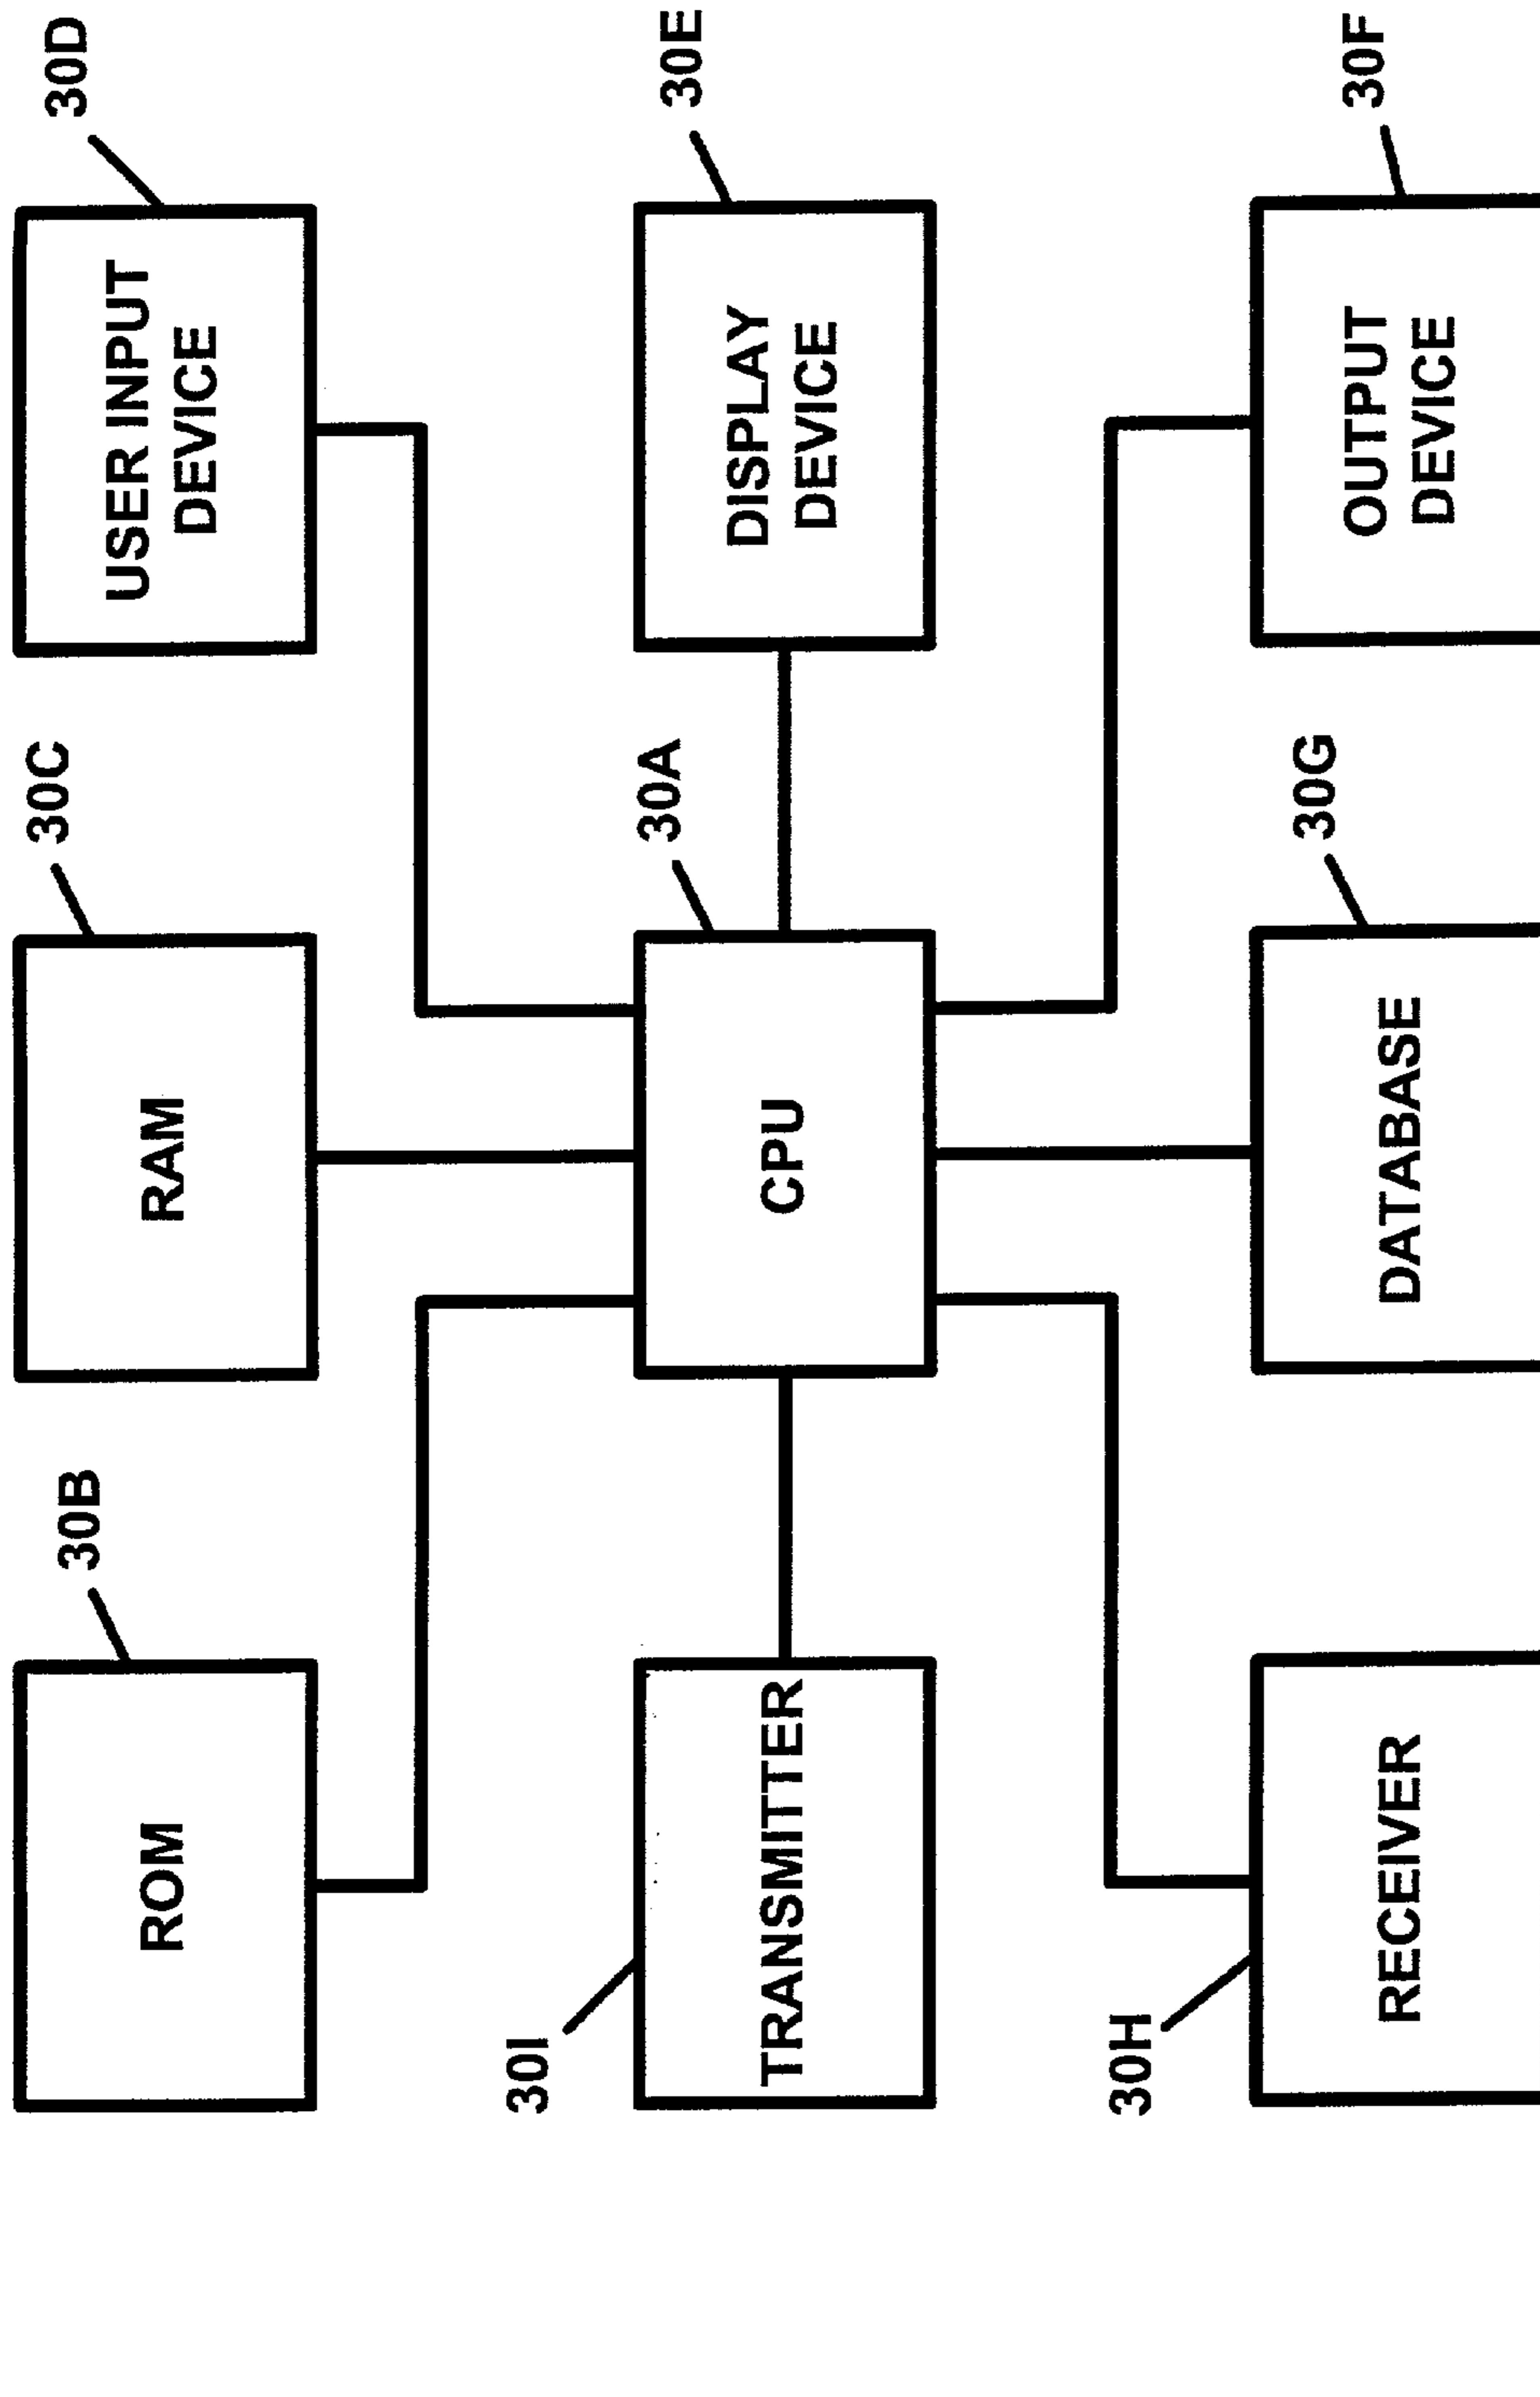 30B
30C
30D
ROM
RAM
USER INPUT
DEVICE
30I
30A
30E
TRANSMITTER
CPU
DISPLAY
DEVICE
30H
30G
30F
RECEIVER
DATABASE
OUTPUT
DEVICE